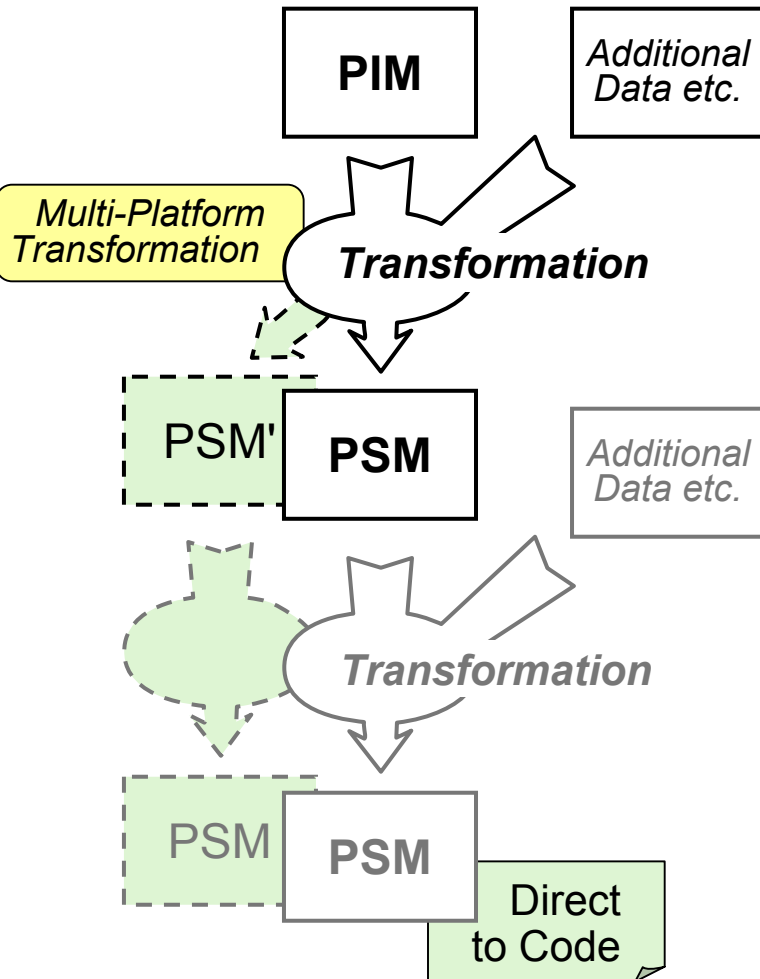 PIM
Additional
Data etc.
Multi-Platform
Transformation
Transformation
PSM'
PSM
Additional
Data etc.
Transformation
PSM
PSM
Direct
to Code